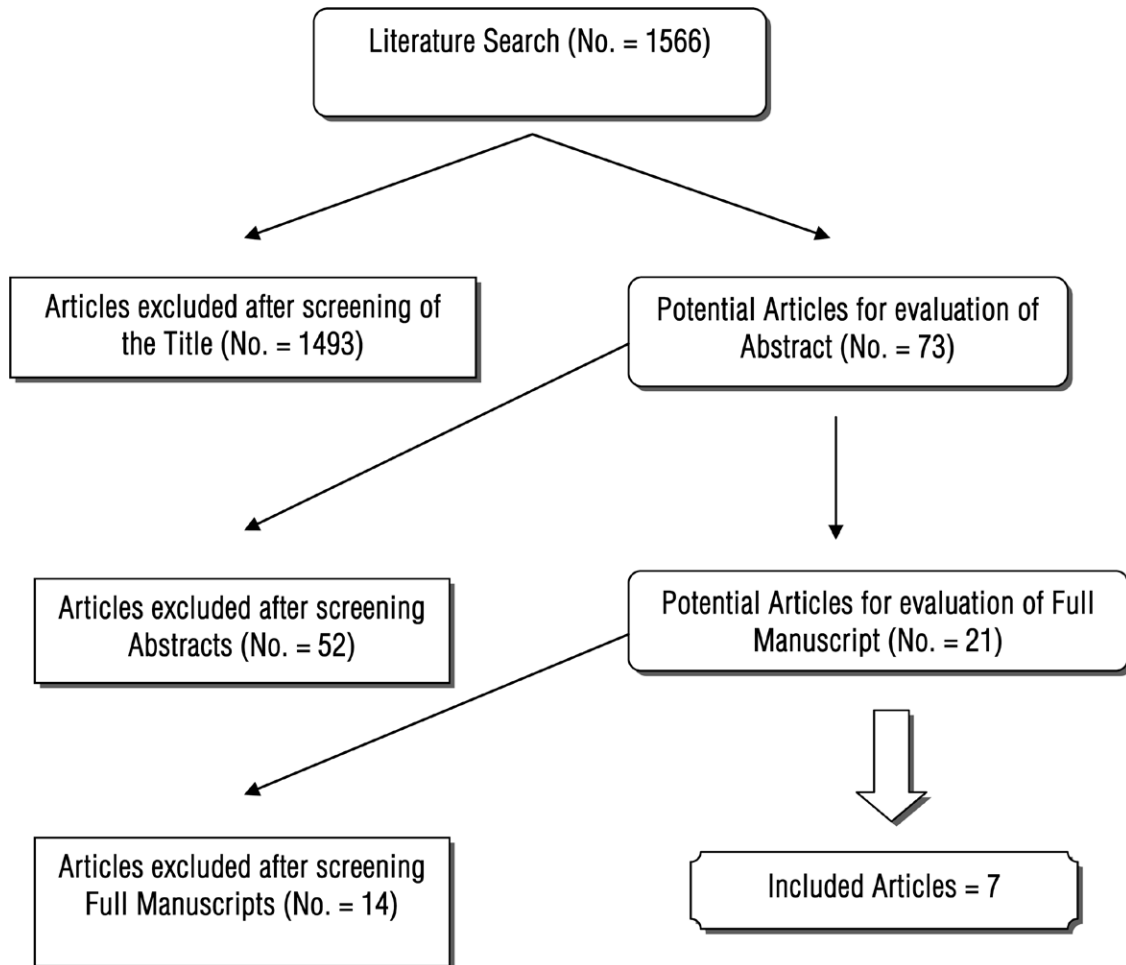 Literature Search (No. = 1566)
Articles excluded after screening of
the Title (No. = 1493)
Potential Articles for evaluation of
Abstract (No. = 73)
Articles excluded after screening
Abstracts (No. = 52)
Potential Articles for evaluation of Full
Manuscript (No. = 21)
Articles excluded after screening
Full Manuscripts (No. = 14)
Included Articles = 7